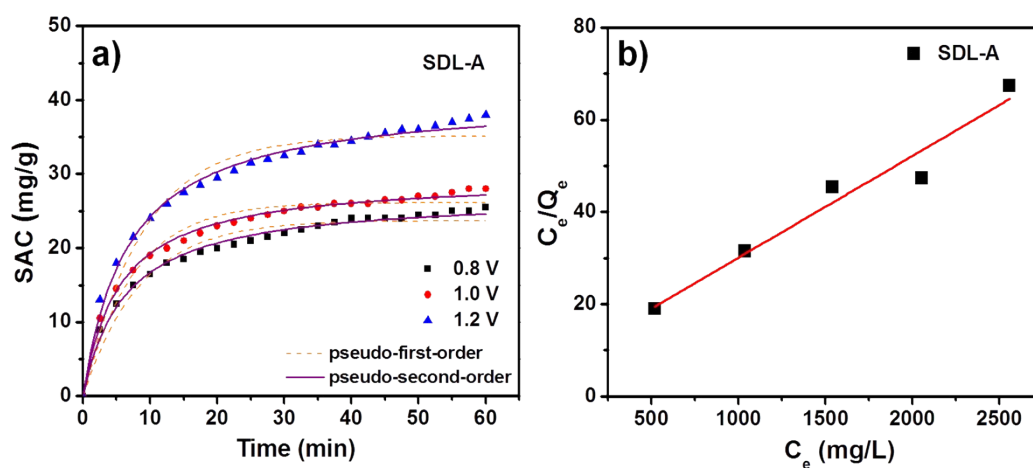 a)
SDL-A
50
40
30
20
10
0
SAC (mg/g)
0.8 V
1.0 V
1.2 V
pseudo-first-order
pseudo-second-order
0 10 20 30 40 50 60
Time (min)
b)
SDL-A
80
60
40
20
0
Cₑ/Qₑ
500 1000 1500 2000 2500
Cₑ (mg/L)